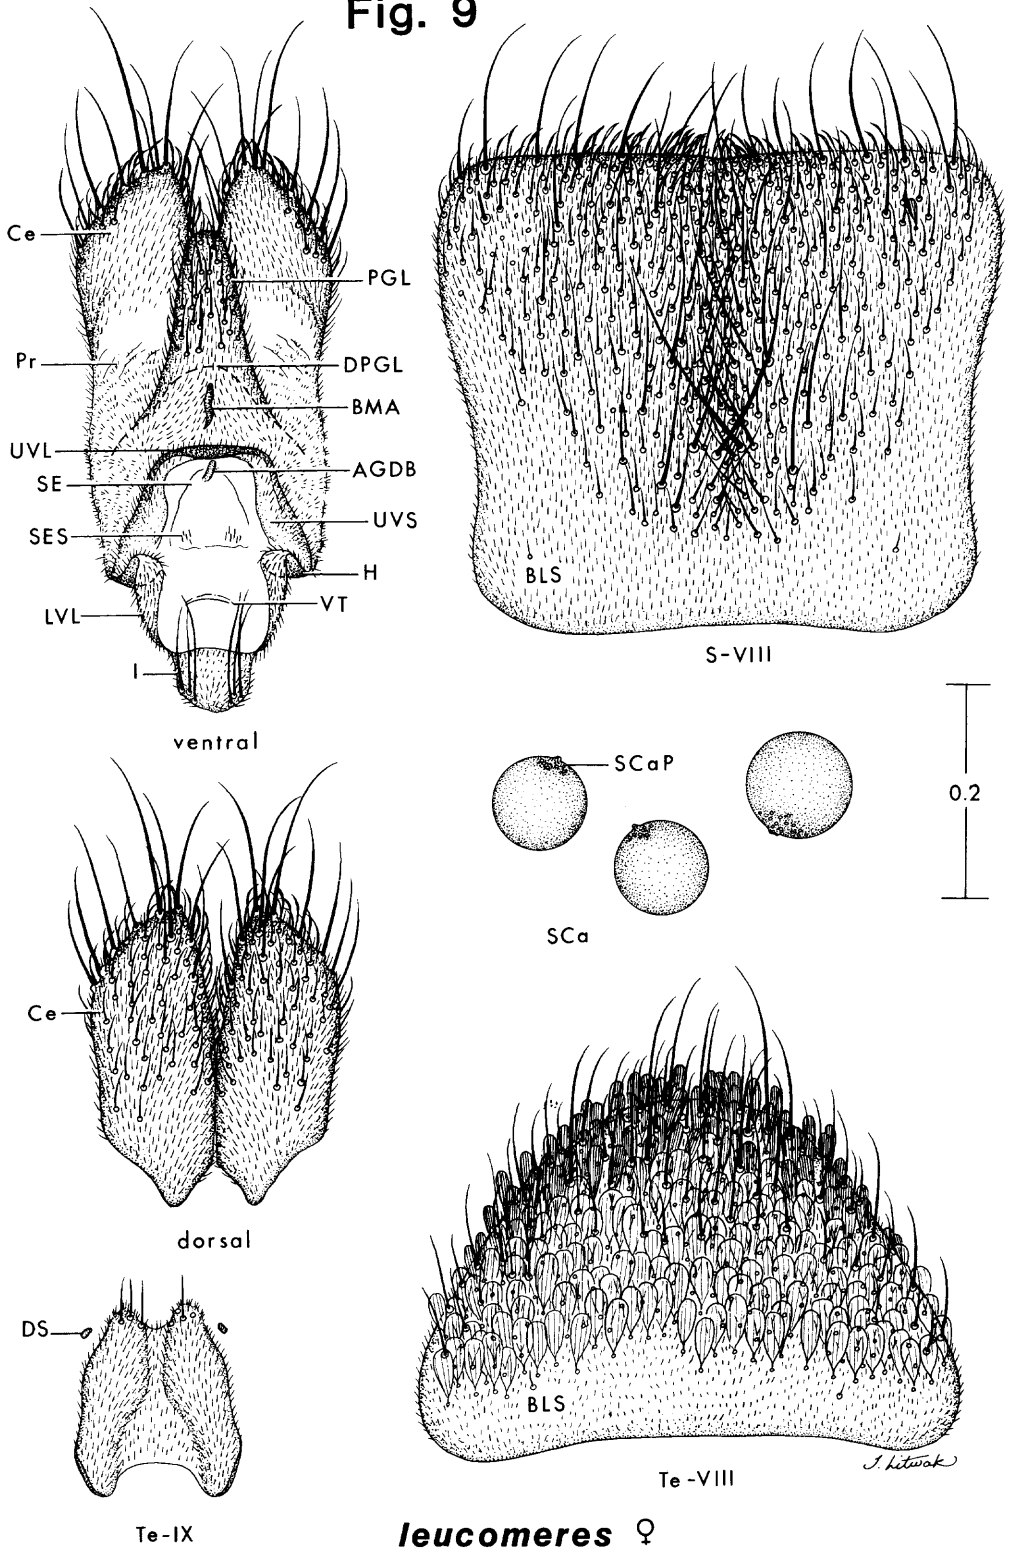 Fig. 9
Ce
PGL
Pr
DPGL
BMA
UVL
AGDB
SE
UVS
SES
H
VT
LVL
I
ventral
BLS
S-VIII
SCaP
0.2
SCa
Ce
dorsal
DS
Te-IX
BLS
J. Litwak
Te-VIII
leucomeres ♀